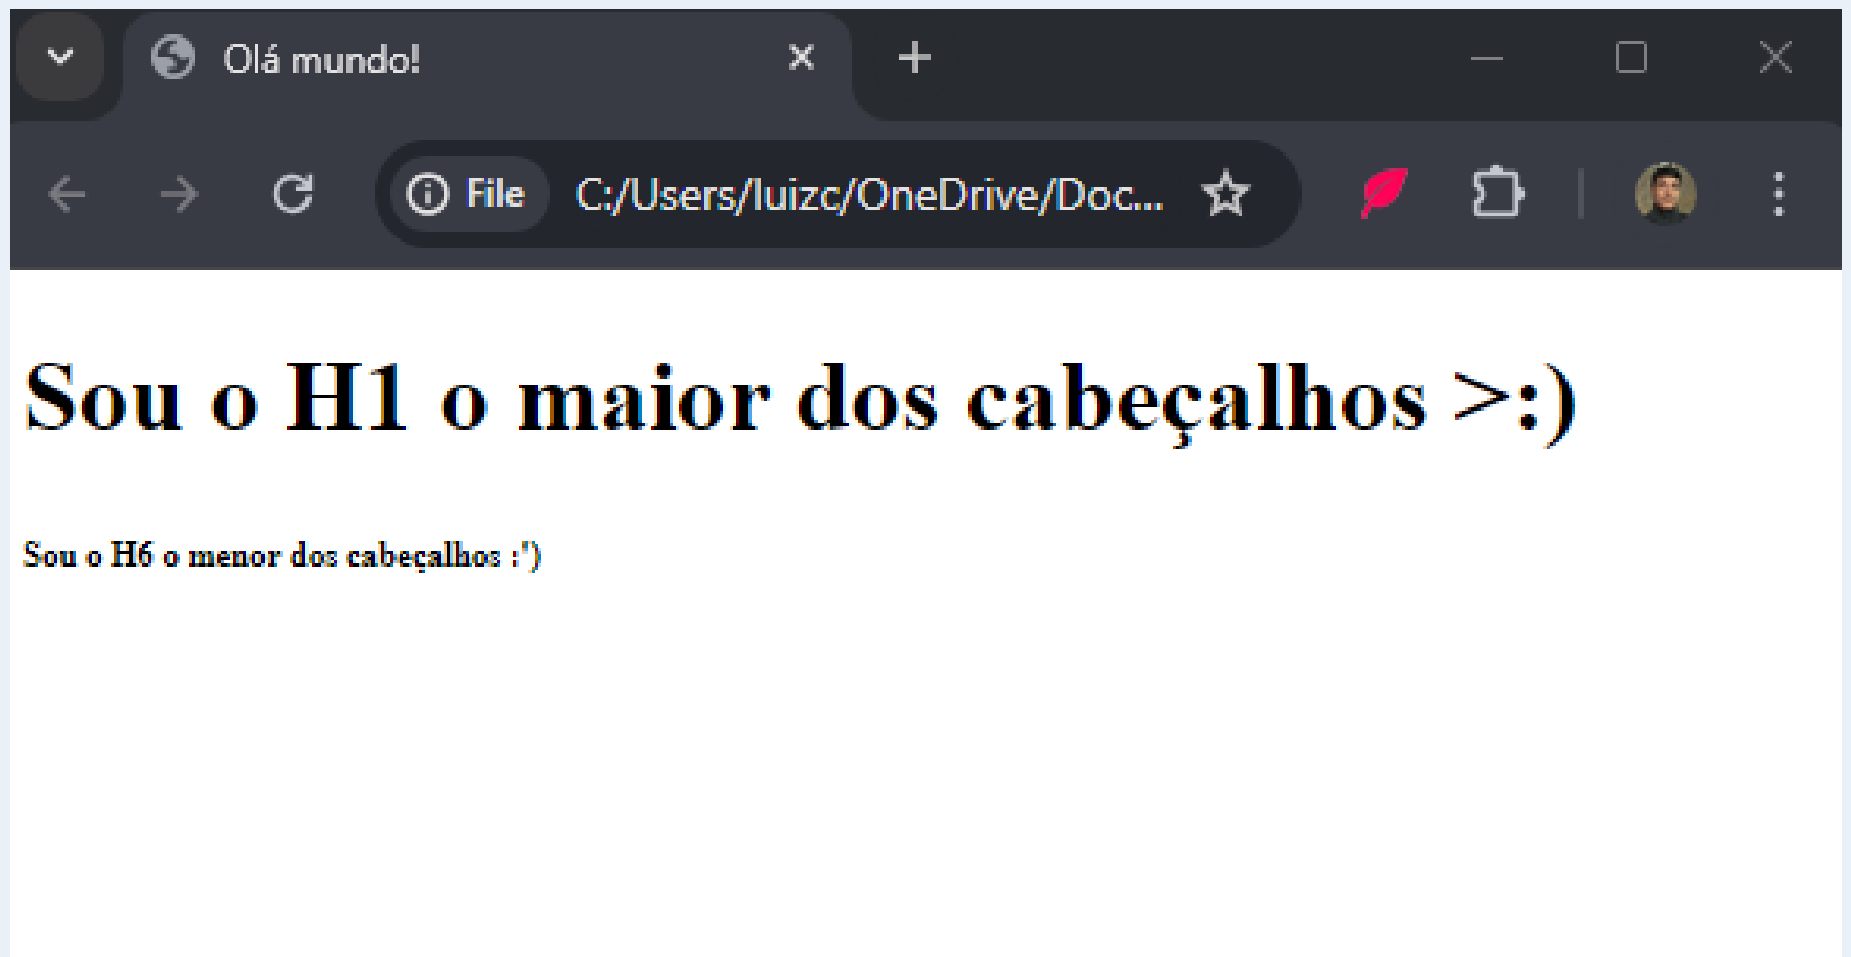 Olá mundo!
File C:/Users/luizc/OneDrive/Doc...
Sou o H1 o maior dos cabeçalhos >:)
Sou o H6 o menor dos cabeçalhos :')